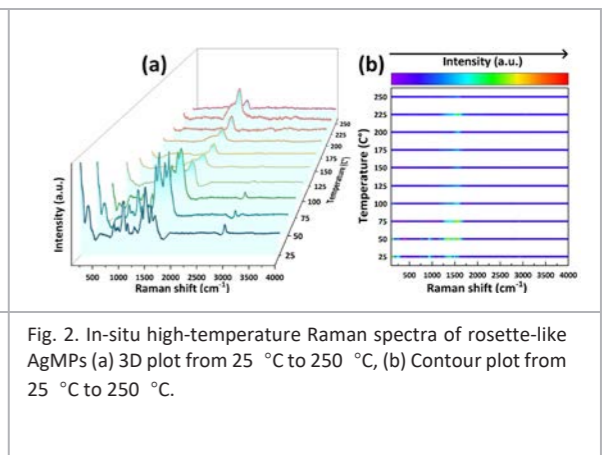 (a)
Intensity (a.u.)
500 1000 1500 2000 2500 3000 3500 4000
Raman shift (cm⁻¹)
25
50
75
100
125
150
175
200
225
250
Temperature (C°)
(b)
Intensity (a.u.)
Temperature (C°)
250
225
200
175
150
125
100
75
50
25
500 1000 1500 2000 2500 3000 3500 4000
Raman shift (cm⁻¹)
Fig. 2. In-situ high-temperature Raman spectra of rosette-like
AgMPs (a) 3D plot from 25 °C to 250 °C, (b) Contour plot from
25 °C to 250 °C.